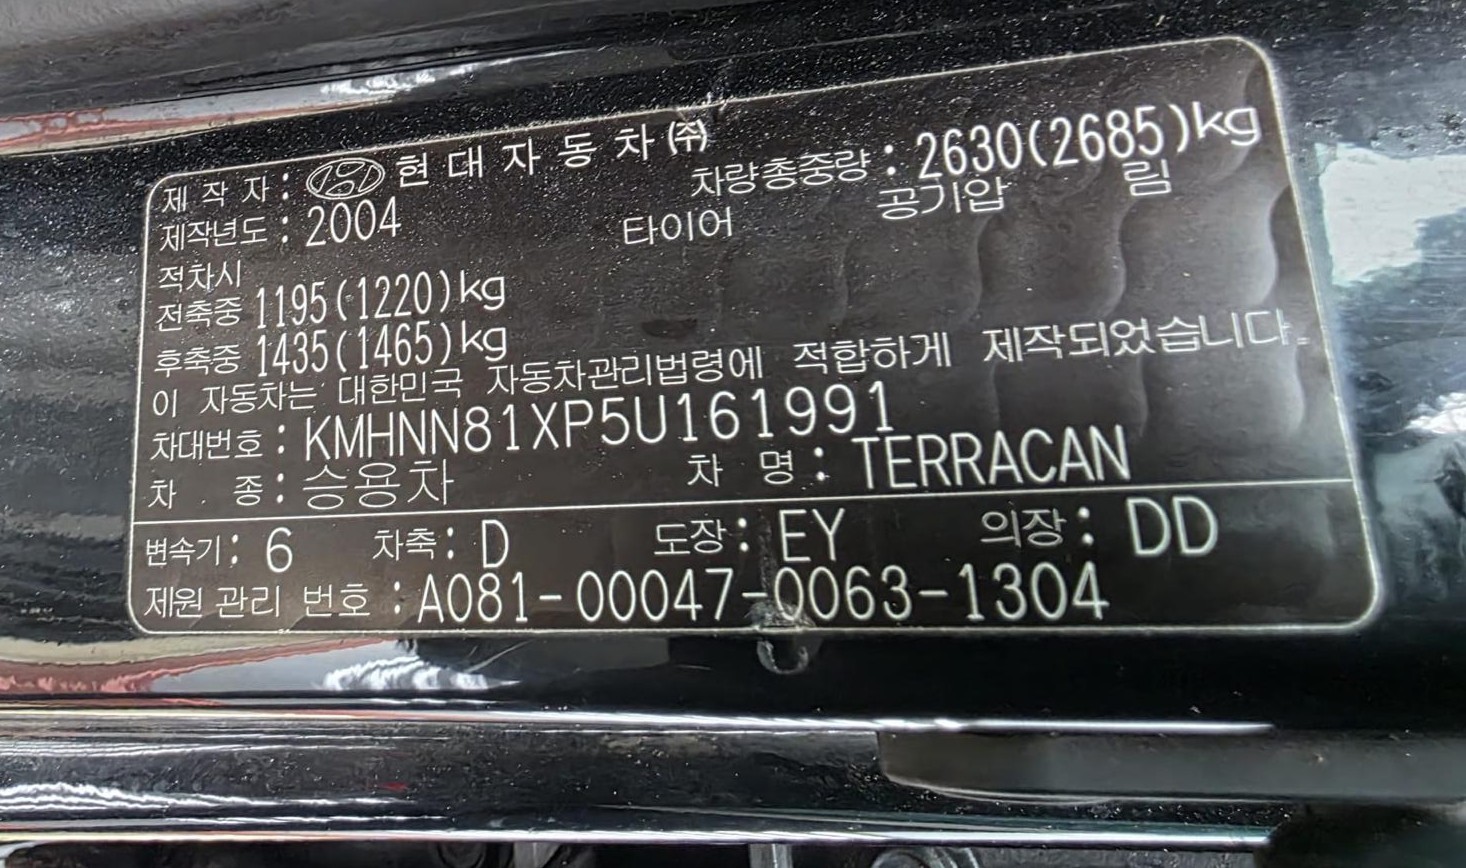 제 작 자 : 현 대 자 동 차 ㈜
차량총중량 : 2630(2685)kg
제작년도 : 2004
타이어 공기압 림
적차시
전축중 1195(1220)kg
후축중 1435(1465)kg
이 자동차는 대한민국 자동차관리법령에 적합하게 제작되었습니다.
차대번호 : KMHNN81XP5U161991
차 종 : 승용차 차 명 : TERRACAN
변속기 : 6 차축 : D 도장 : EY 의장 : DD
제원 관리 번호 : A081-00047-0063-1304